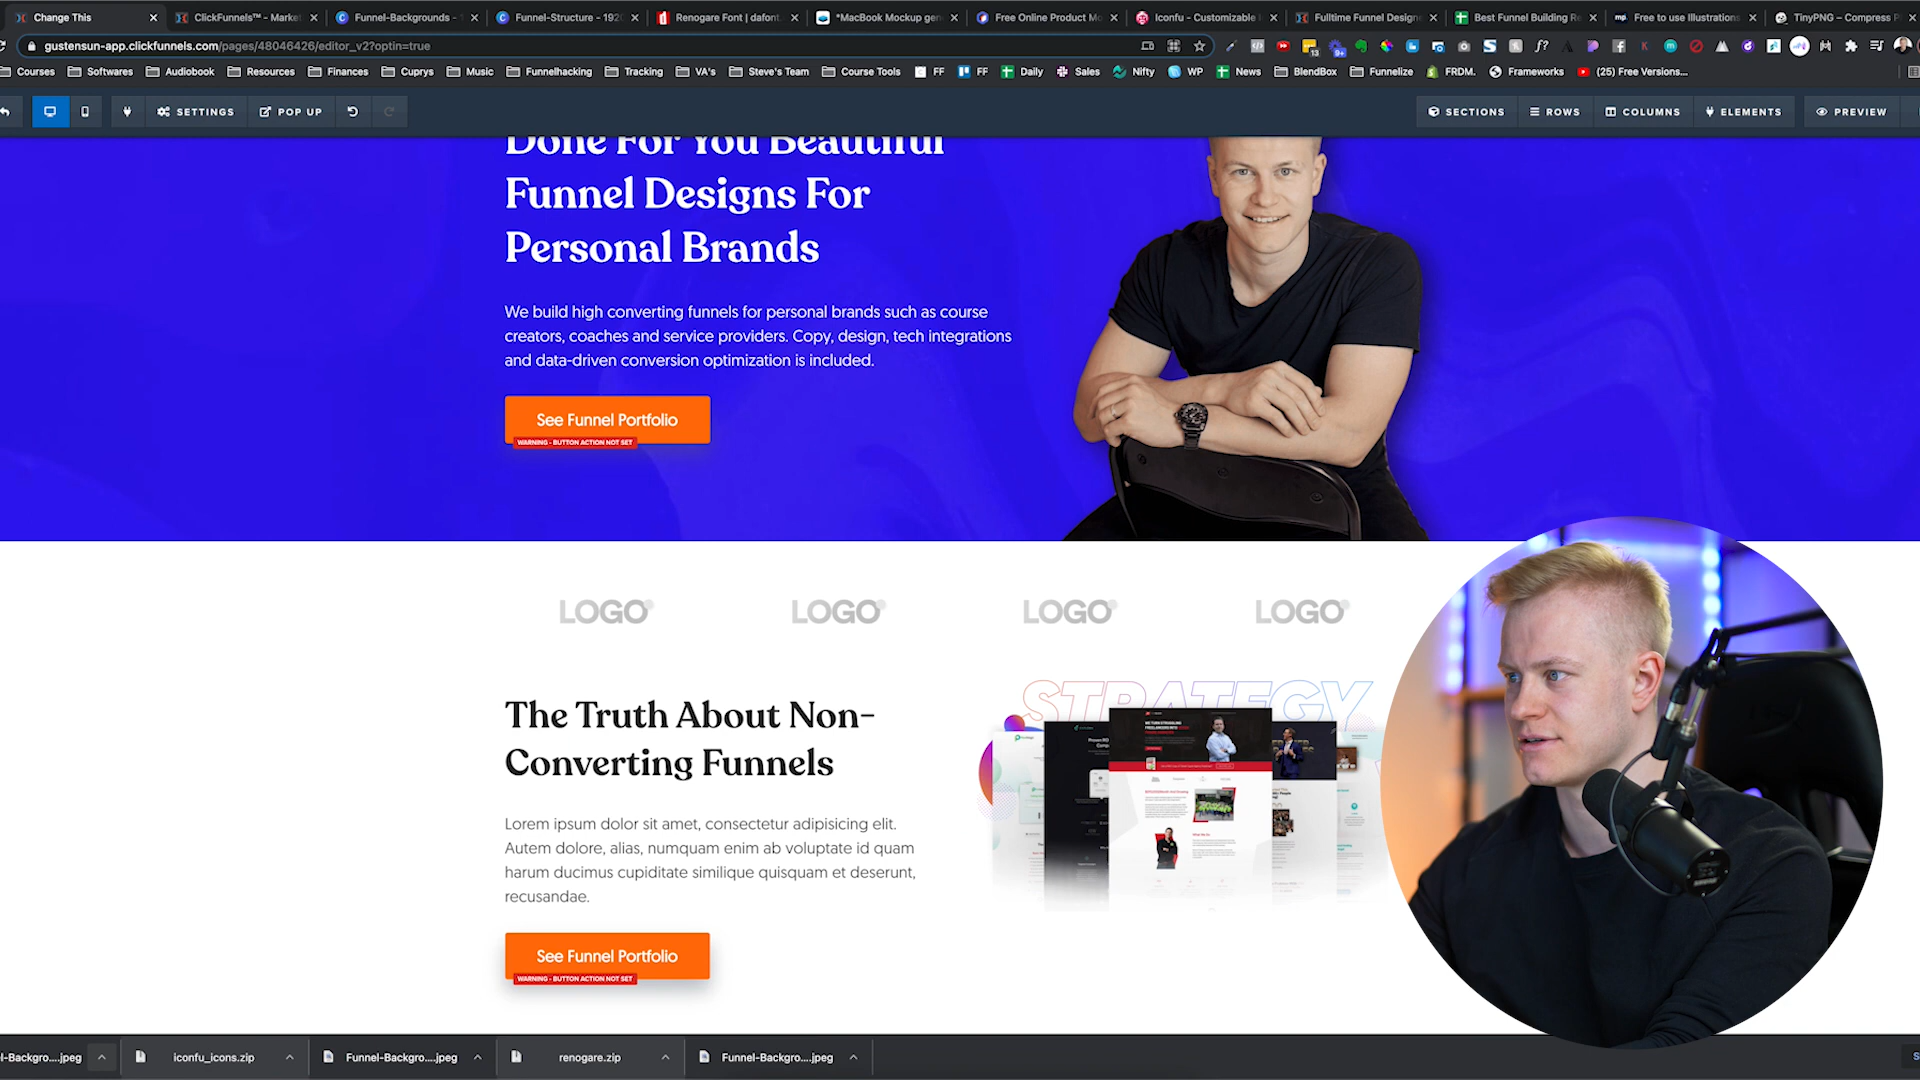 Change This
ClickFunnels™ - Market
Funnel-Backgrounds -
Funnel-Structure - 192
Renogare Font | dafont.
*MacBook Mockup gen
Free Online Product Mo
Iconfu - Customizable
Fulltime Funnel Designe
Best Funnel Building Re
Free to use Illustrations
TinyPNG – Compress P
gustensun-app.clickfunnels.com/pages/48046426/editor_v2?optin=true
Courses
Softwares
Audiobook
Resources
Finances
Cuprys
Music
Funnelhacking
Tracking
VA's
Steve's Team
Course Tools
FF
FF
Daily
Sales
Nifty
WP
News
BlendBox
Funnelize
FRDM.
Frameworks
(25) Free Versions...
SETTINGS
POP UP
SECTIONS
ROWS
COLUMNS
ELEMENTS
PREVIEW
Done For You Beautiful
Funnel Designs For
Personal Brands
We build high converting funnels for personal brands such as course
creators, coaches and service providers. Copy, design, tech integrations
and data-driven conversion optimization is included.
See Funnel Portfolio
WARNING - BUTTON ACTION NOT SET
LOGO
LOGO
LOGO
LOGO
The Truth About Non-
Converting Funnels
STRATEGY
Lorem ipsum dolor sit amet, consectetur adipisicing elit.
Autem dolore, alias, numquam enim ab voluptate id quam
harum ducimus cupiditate similique quisquam et deserunt,
recusandae.
See Funnel Portfolio
WARNING - BUTTON ACTION NOT SET
l-Backgro....jpeg
iconfu_icons.zip
Funnel-Backgro....jpeg
renogare.zip
Funnel-Backgro....jpeg